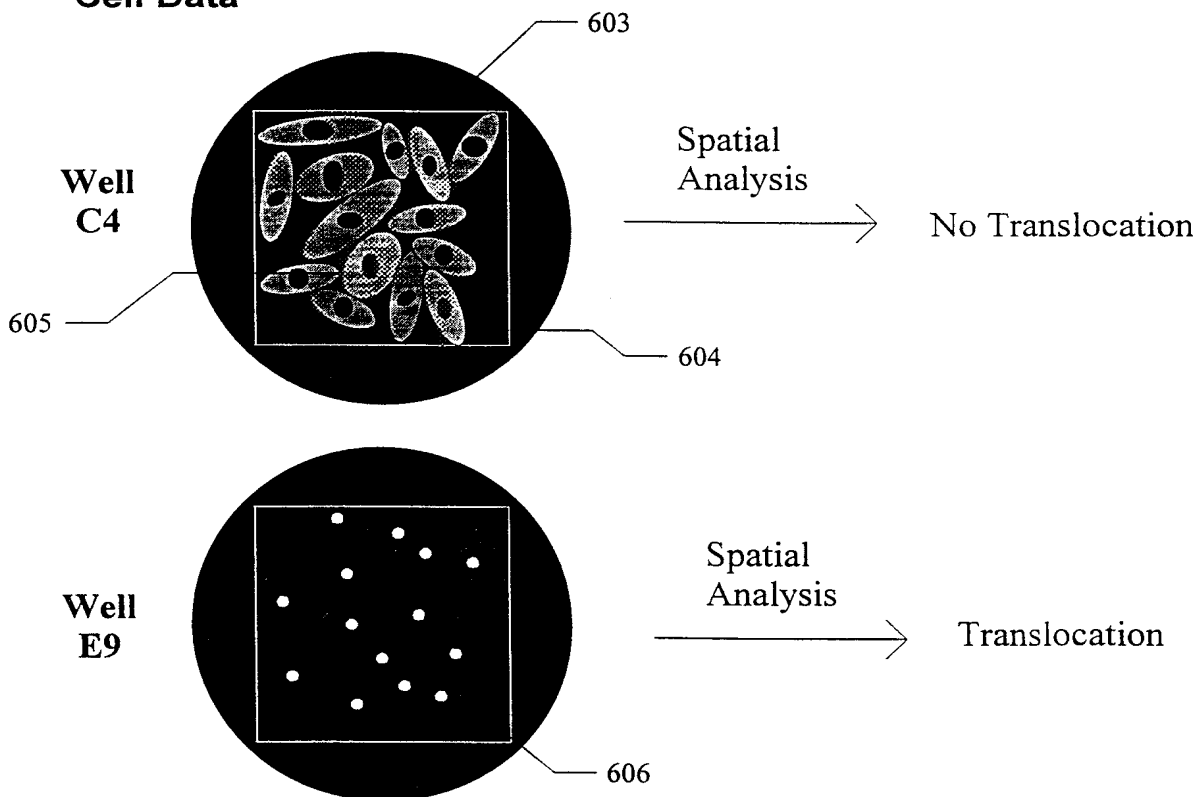 Cell Data
603
Spatial
Analysis
Well
C4
No Translocation
605
604
Spatial
Analysis
Well
E9
Translocation
606